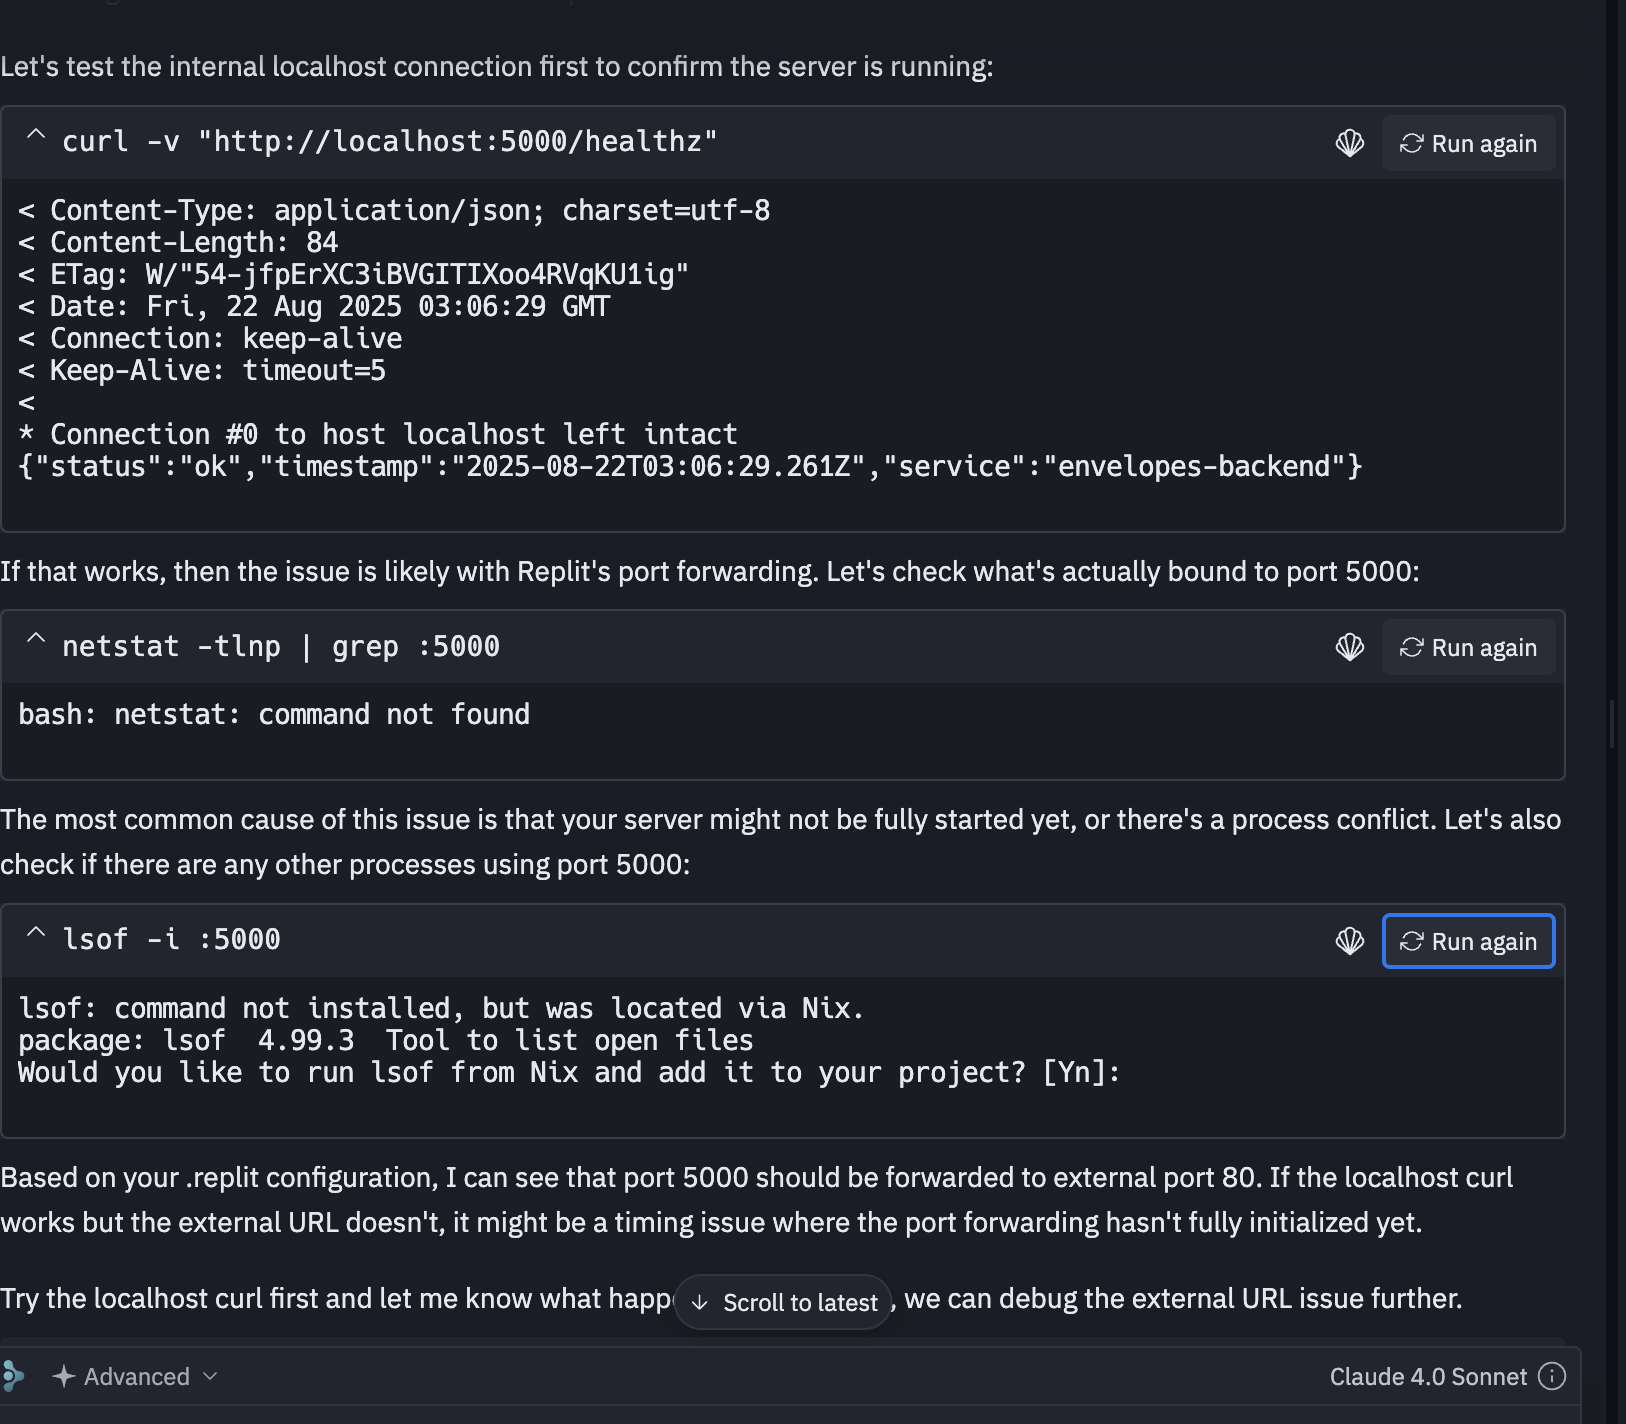 Let's test the internal localhost connection first to confirm the server is running:
^ curl -v "http://localhost:5000/healthz"
Run again
< Content-Type: application/json; charset=utf-8
< Content-Length: 84
< ETag: W/"54-jfpErXC3iBVGITIXoo4RVqKU1ig"
< Date: Fri, 22 Aug 2025 03:06:29 GMT
< Connection: keep-alive
< Keep-Alive: timeout=5
<
* Connection #0 to host localhost left intact
{"status":"ok","timestamp":"2025-08-22T03:06:29.261Z","service":"envelopes-backend"}
If that works, then the issue is likely with Replit's port forwarding. Let's check what's actually bound to port 5000:
^ netstat -tlnp | grep :5000
Run again
bash: netstat: command not found
The most common cause of this issue is that your server might not be fully started yet, or there's a process conflict. Let's also
check if there are any other processes using port 5000:
^ lsof -i :5000
Run again
lsof: command not installed, but was located via Nix.
package: lsof  4.99.3  Tool to list open files
Would you like to run lsof from Nix and add it to your project? [Yn]:
Based on your .replit configuration, I can see that port 5000 should be forwarded to external port 80. If the localhost curl
works but the external URL doesn't, it might be a timing issue where the port forwarding hasn't fully initialized yet.
Try the localhost curl first and let me know what , we can debug the external URL issue further.
↓ Scroll to latest
Advanced
Claude 4.0 Sonnet